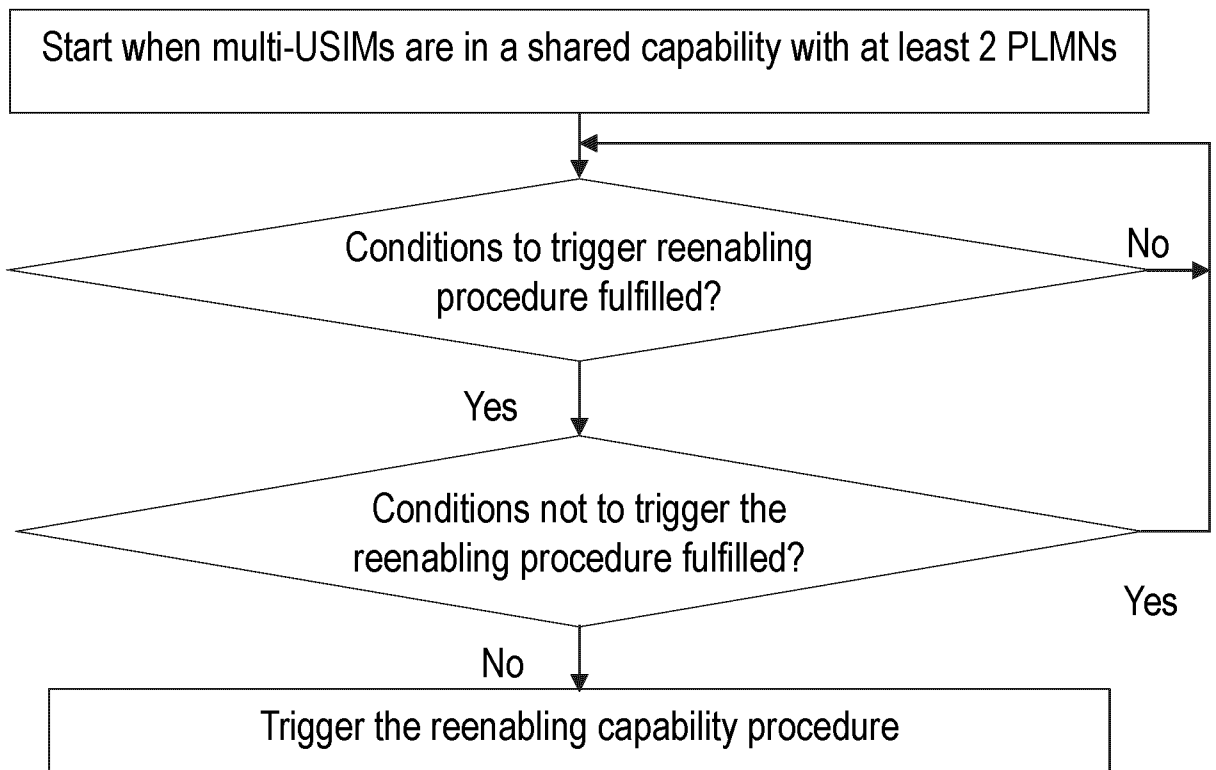 Start when multi-USIMs are in a shared capability with at least 2 PLMNs
Conditions to trigger reenabling
procedure fulfilled?
No
Yes
Conditions not to trigger the
reenabling procedure fulfilled?
Yes
No
Trigger the reenabling capability procedure